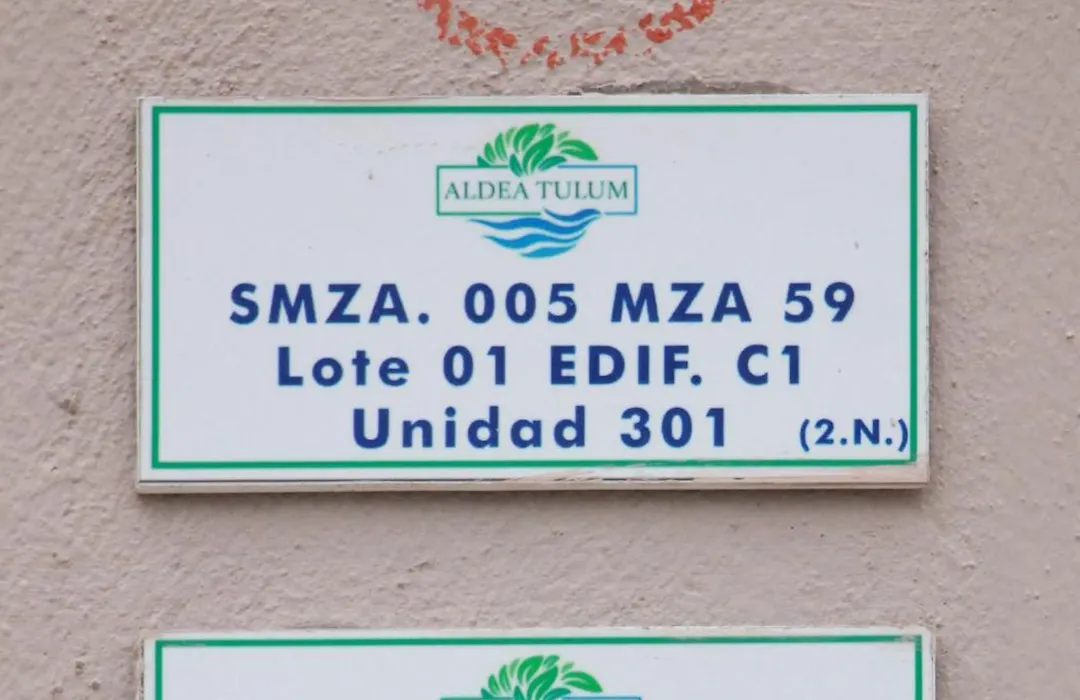 ALDEA TULUM
SMZA. 005 MZA 59
Lote 01 EDIF. C1
Unidad 301 (2.N.)